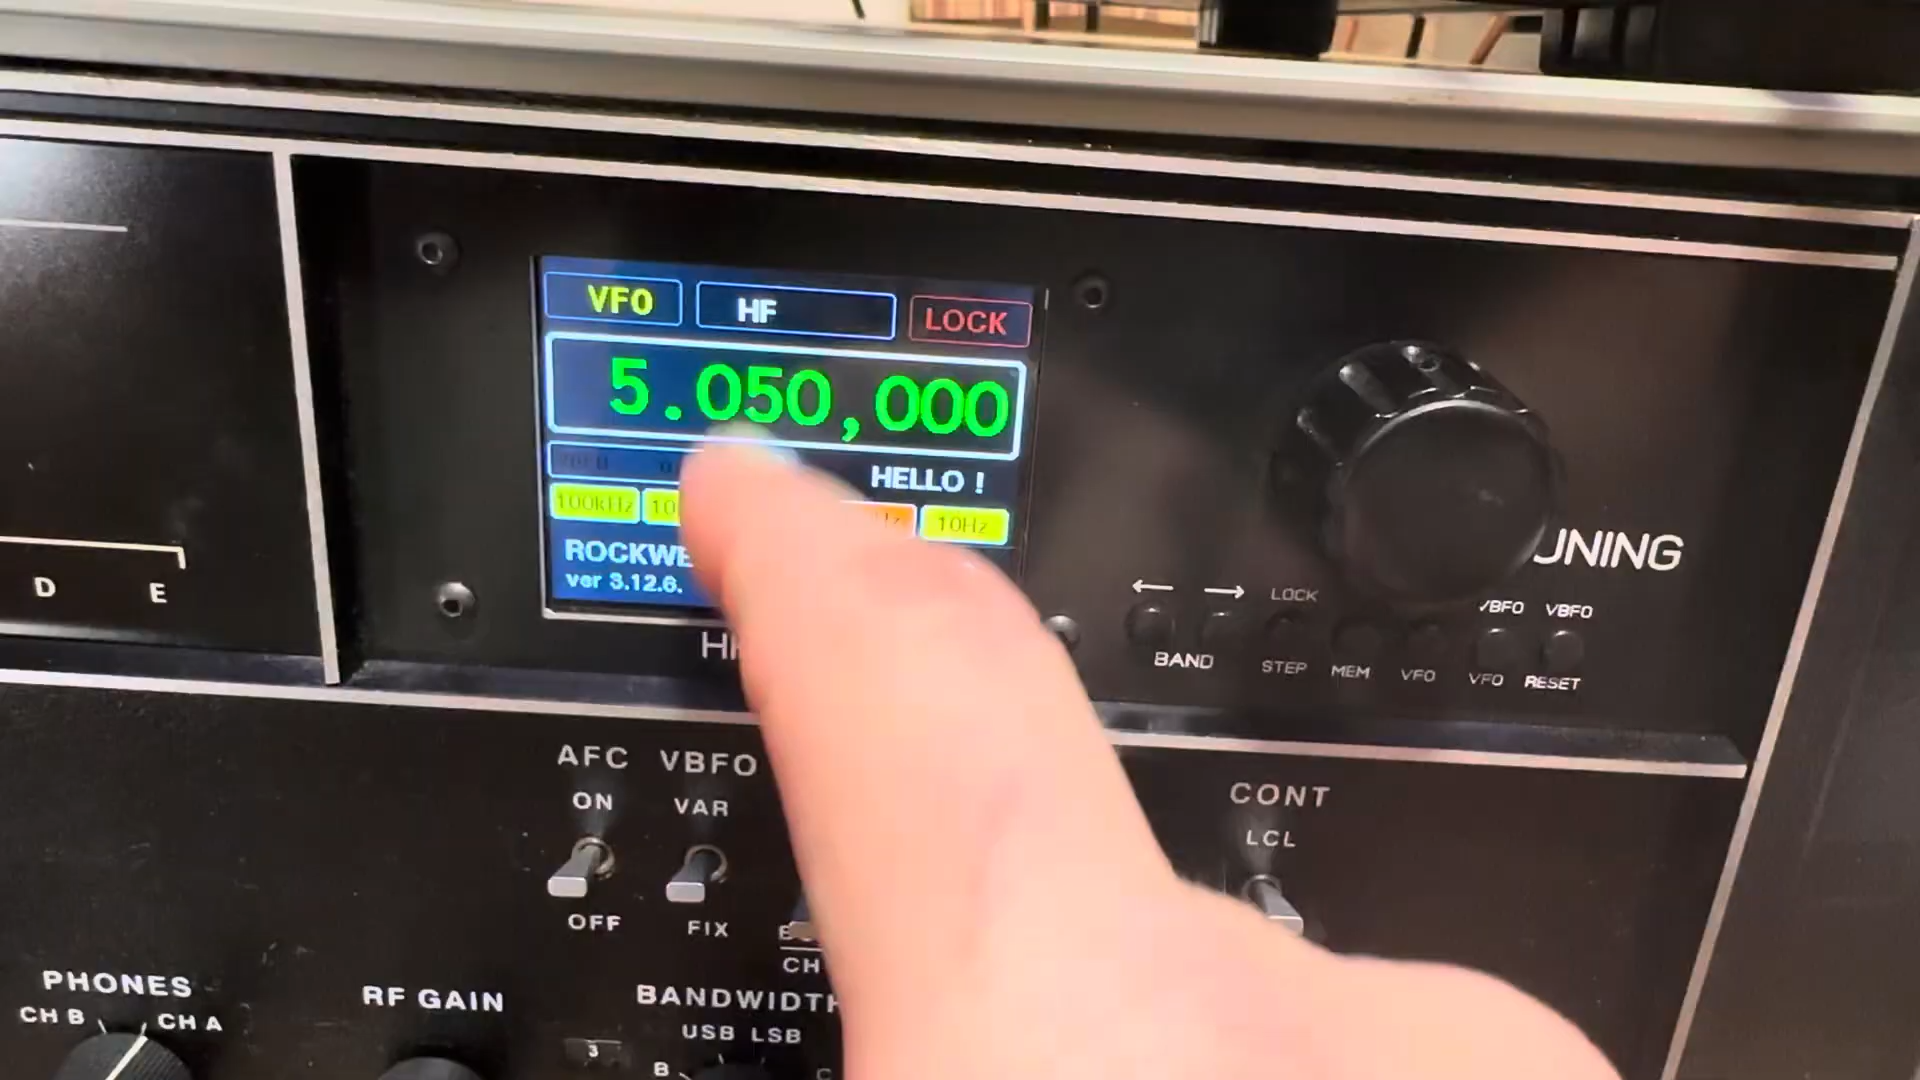 VFO HF LOCK
5.050,000
HELLO !
100kHz 10Hz
ver 3.12.6.
UNING
LOCK VBFO VBFO
BAND STEP MEM VFO VFO RESET
D E
AFC VBFO CONT
ON VAR LCL
OFF FIX
CH
PHONES RF GAIN BANDWIDTH
CH B CH A USB LSB
3 B C